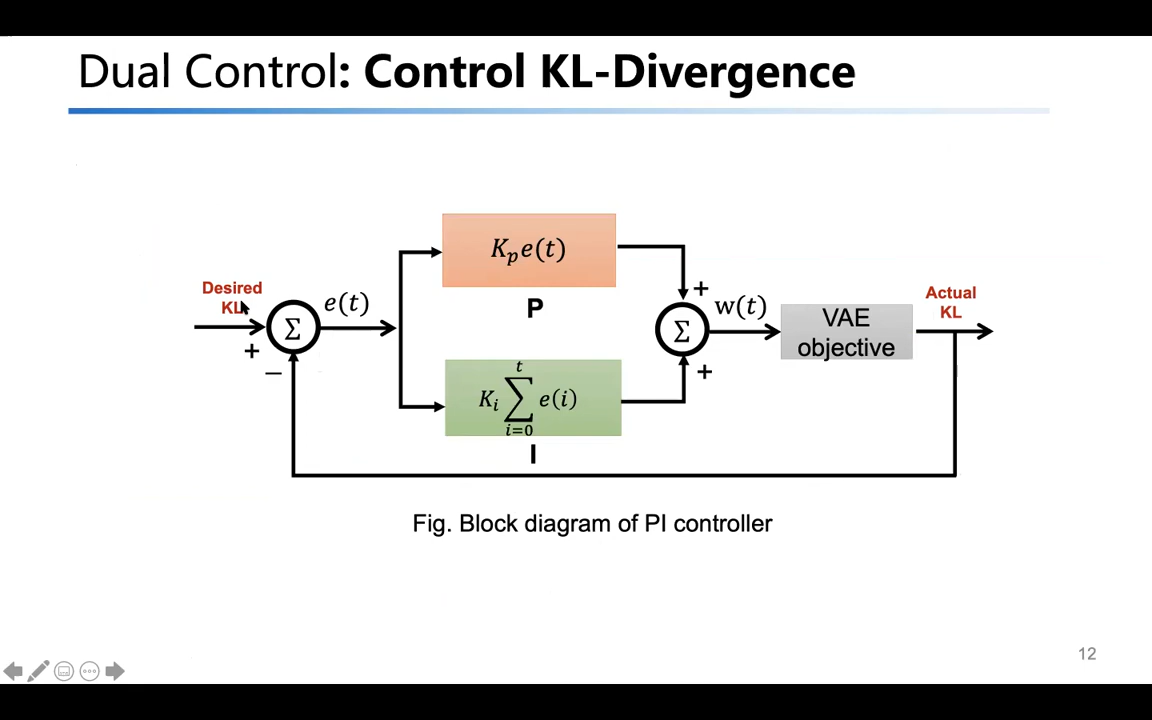 Dual Control: Control KL-Divergence
Desired
KL
+
−
Σ
e(t)
K_p e(t)
P
K_i \sum_{i=0}^{t} e(i)
I
+
Σ
+
w(t)
VAE
objective
Actual
KL
Fig. Block diagram of PI controller
12